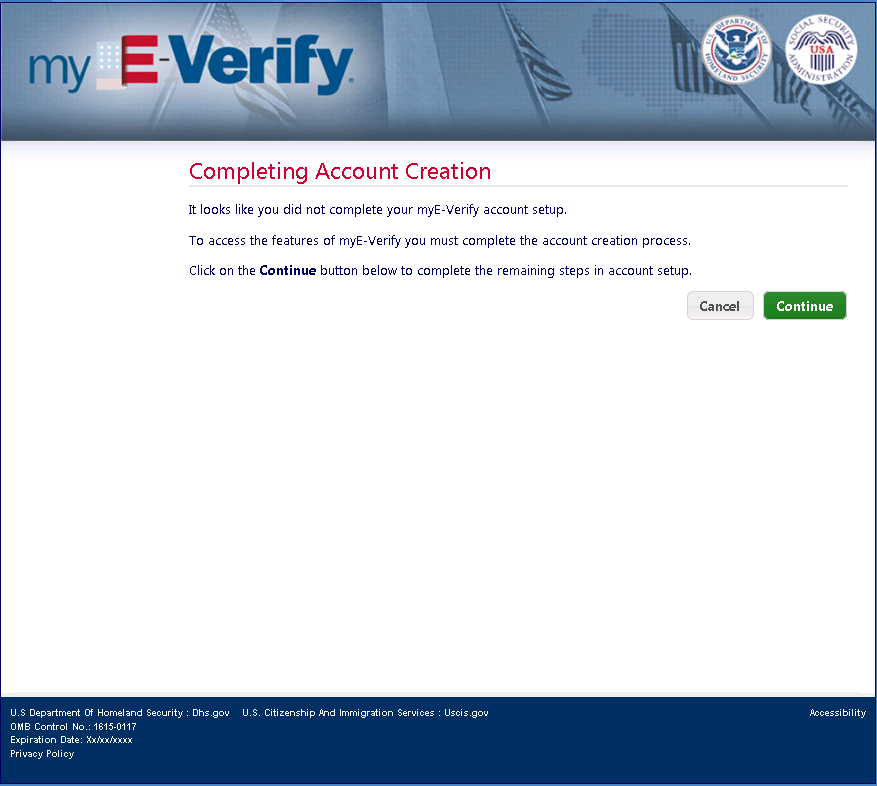 my E-Verify®
U.S. DEPARTMENT OF HOMELAND SECURITY
SOCIAL SECURITY ADMINISTRATION
USA
Completing Account Creation
It looks like you did not complete your myE-Verify account setup.
To access the features of myE-Verify you must complete the account creation process.
Click on the Continue button below to complete the remaining steps in account setup.
Cancel Continue
U.S Department Of Homeland Security : Dhs.gov U.S. Citizenship And Immigration Services : Uscis.gov Accessibility
OMB Control No.: 1615-0117
Expiration Date: Xx/xx/xxxx
Privacy Policy